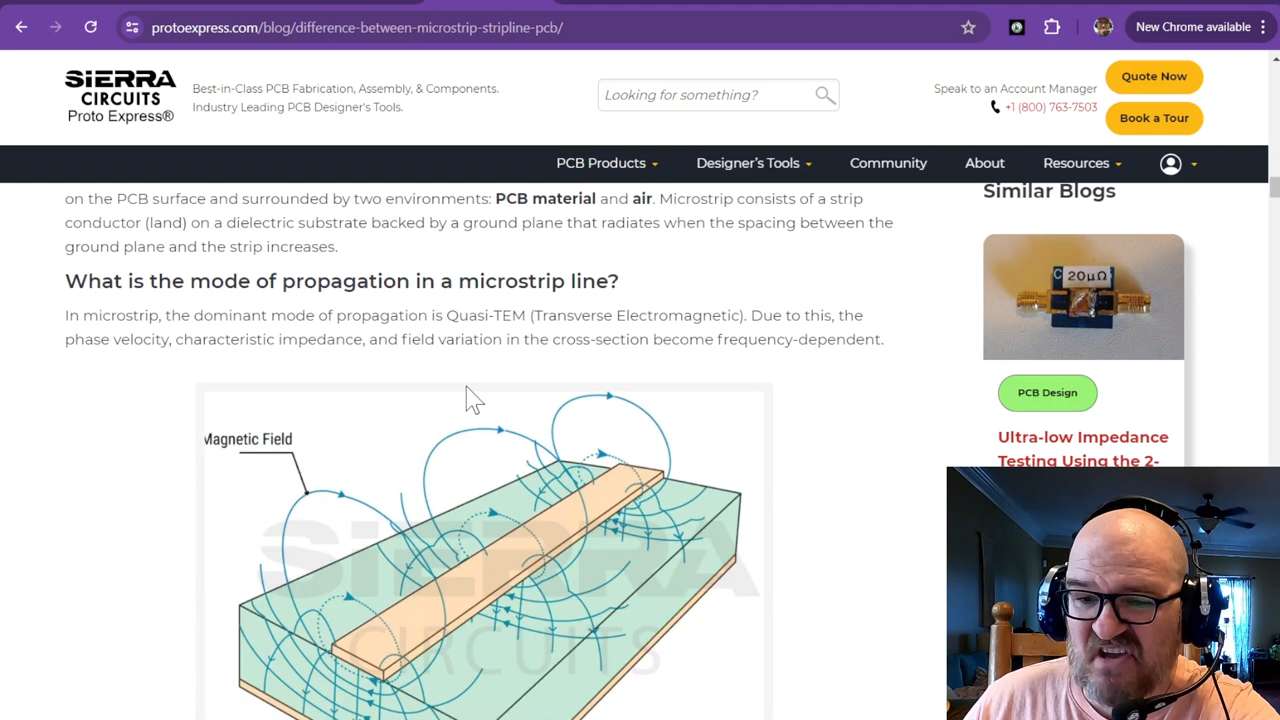 protoexpress.com/blog/difference-between-microstrip-stripline-pcb/
New Chrome available
SIERRA
CIRCUITS
Proto Express®
Best-in-Class PCB Fabrication, Assembly, & Components.
Industry Leading PCB Designer's Tools.
Looking for something?
Speak to an Account Manager
+1 (800) 763-7503
Quote Now
Book a Tour
PCB Products
Designer's Tools
Community
About
Resources
on the PCB surface and surrounded by two environments: PCB material and air. Microstrip consists of a strip
conductor (land) on a dielectric substrate backed by a ground plane that radiates when the spacing between the
ground plane and the strip increases.
What is the mode of propagation in a microstrip line?
In microstrip, the dominant mode of propagation is Quasi-TEM (Transverse Electromagnetic). Due to this, the
phase velocity, characteristic impedance, and field variation in the cross-section become frequency-dependent.
Magnetic Field
SIERRA
CIRCUITS
Similar Blogs
C 20μΩ
PCB Design
Ultra-low Impedance
Testing Using the 2-